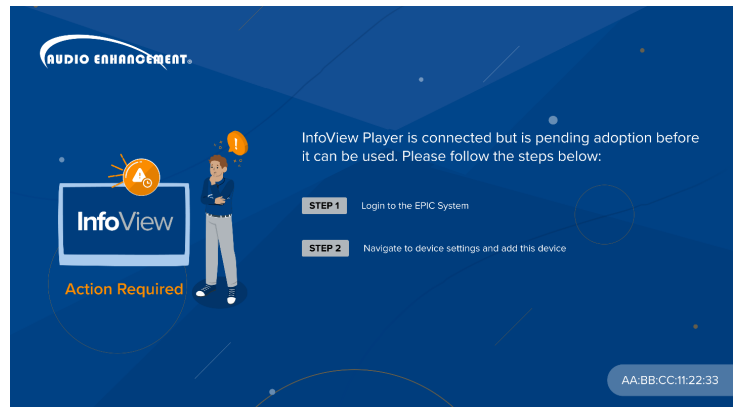 AUDIO ENHANCEMENT®
InfoView Player is connected but is pending adoption before
it can be used. Please follow the steps below:
STEP 1 Login to the EPIC System
STEP 2 Navigate to device settings and add this device
InfoView
Action Required
AA:BB:CC:11:22:33